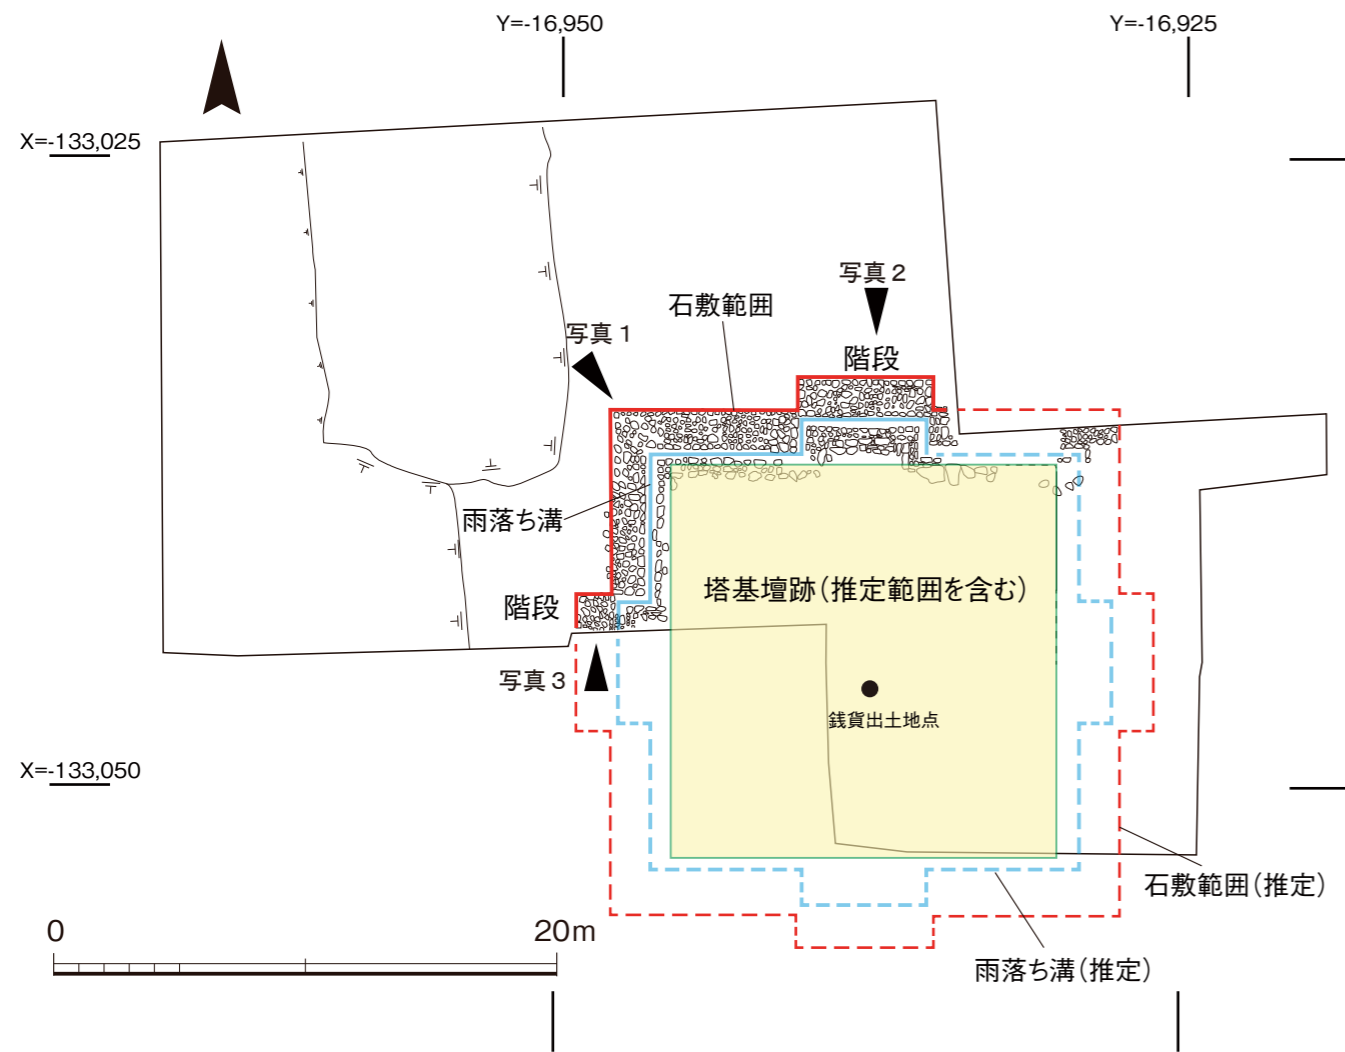 Y=-16,950
Y=-16,925
X=-133,025
写真2
石敷範囲
写真1
階段
雨落ち溝
塔基壇跡(推定範囲を含む)
階段
写真3
銭貨出土地点
X=-133,050
石敷範囲(推定)
0
20m
雨落ち溝(推定)